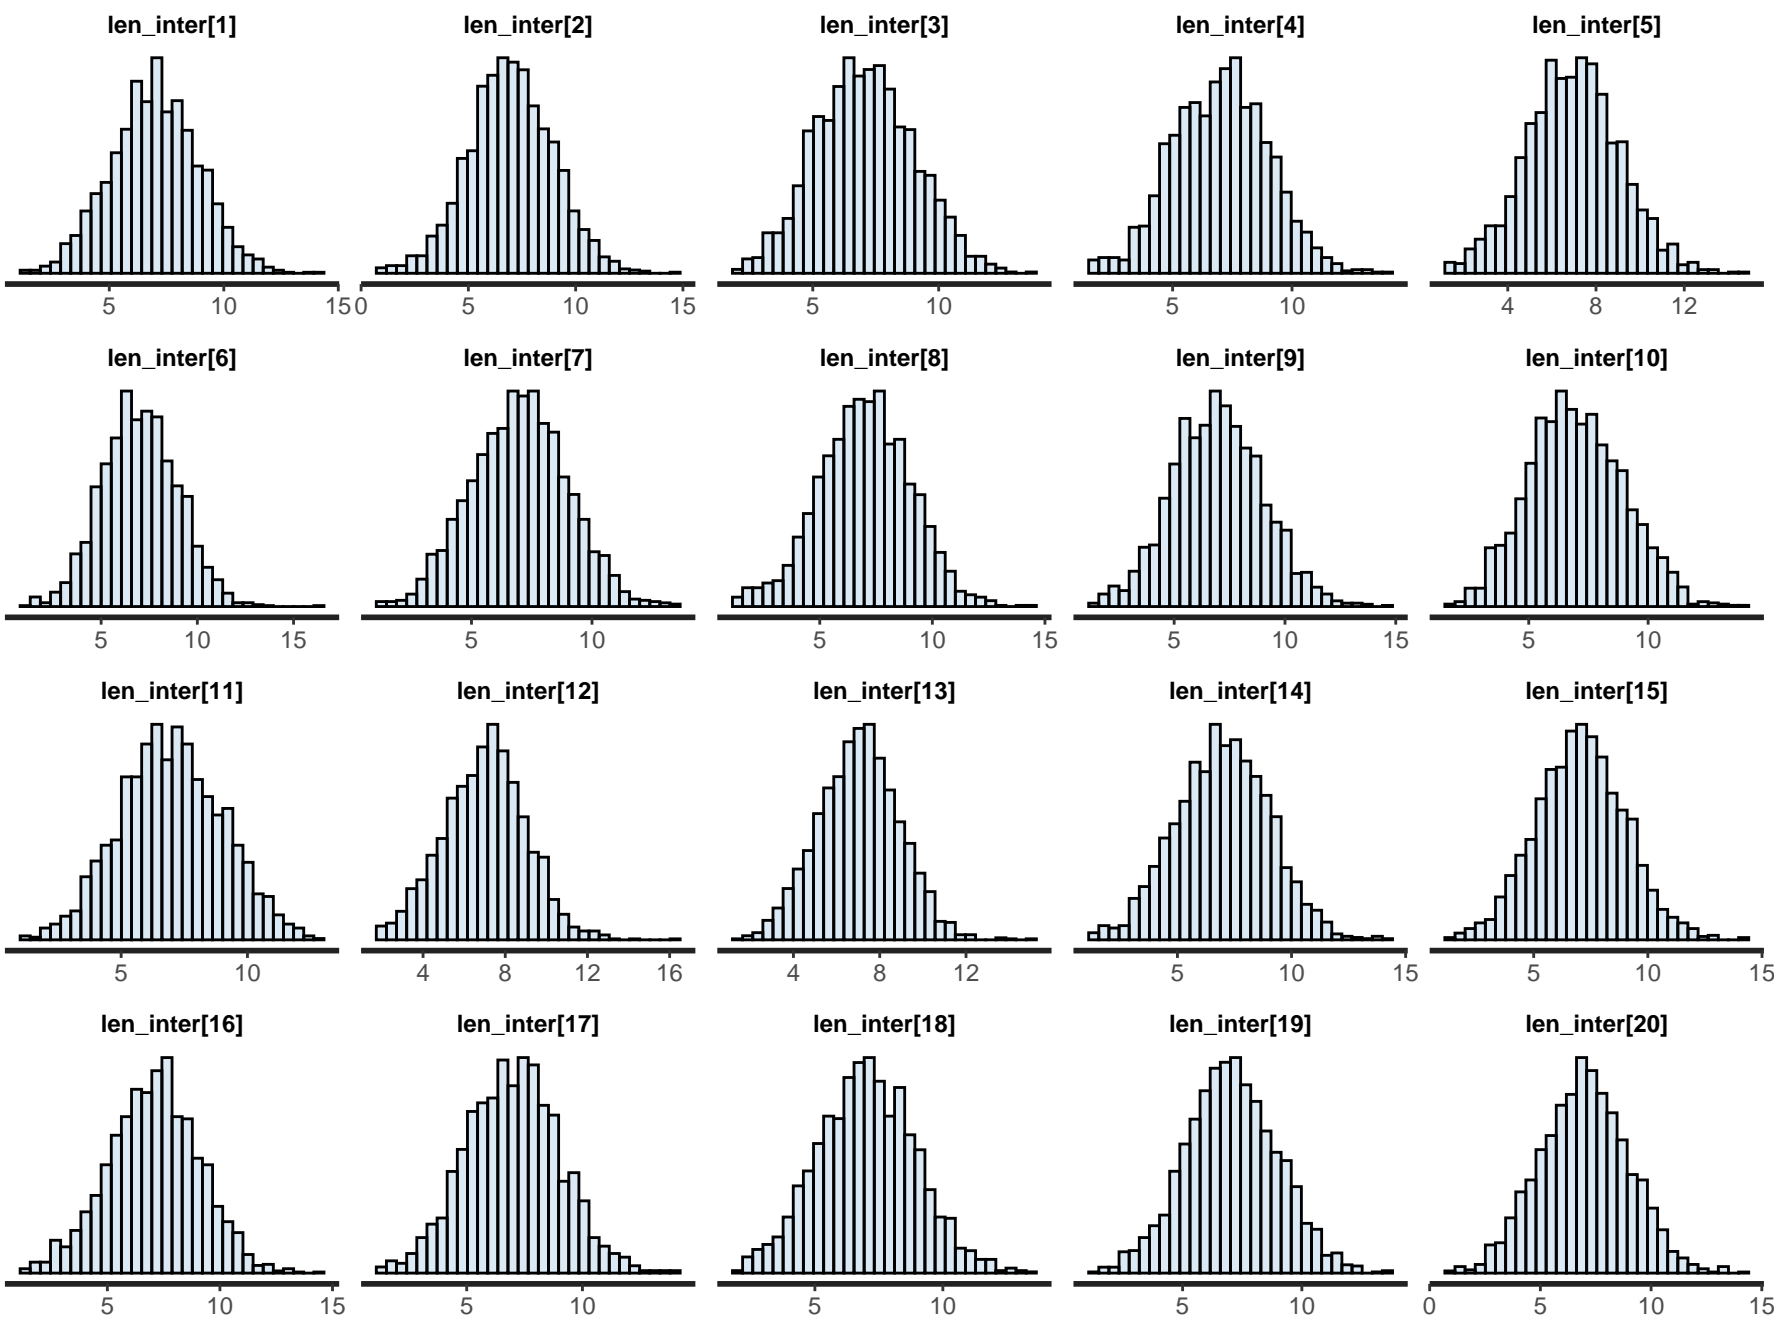 len_inter[1] len_inter[2] len_inter[3] len_inter[4] len_inter[5]
5 10 15 0 5 10 15 5 10 5 10 4 8 12
len_inter[6] len_inter[7] len_inter[8] len_inter[9] len_inter[10]
5 10 15 5 10 5 10 15 5 10 15 5 10
len_inter[11] len_inter[12] len_inter[13] len_inter[14] len_inter[15]
5 10 4 8 12 16 4 8 12 5 10 15 5 10 15
len_inter[16] len_inter[17] len_inter[18] len_inter[19] len_inter[20]
5 10 15 5 10 5 10 5 10 0 5 10 15